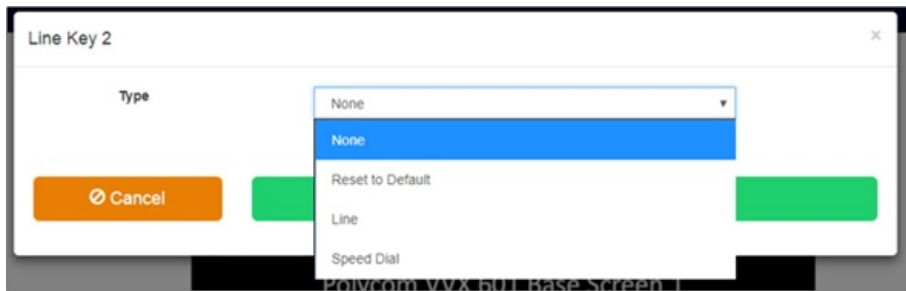 Line Key 2
×
Type
None
None
Reset to Default
Line
Speed Dial
Cancel
Polycom VVX 601 Base Screen 1